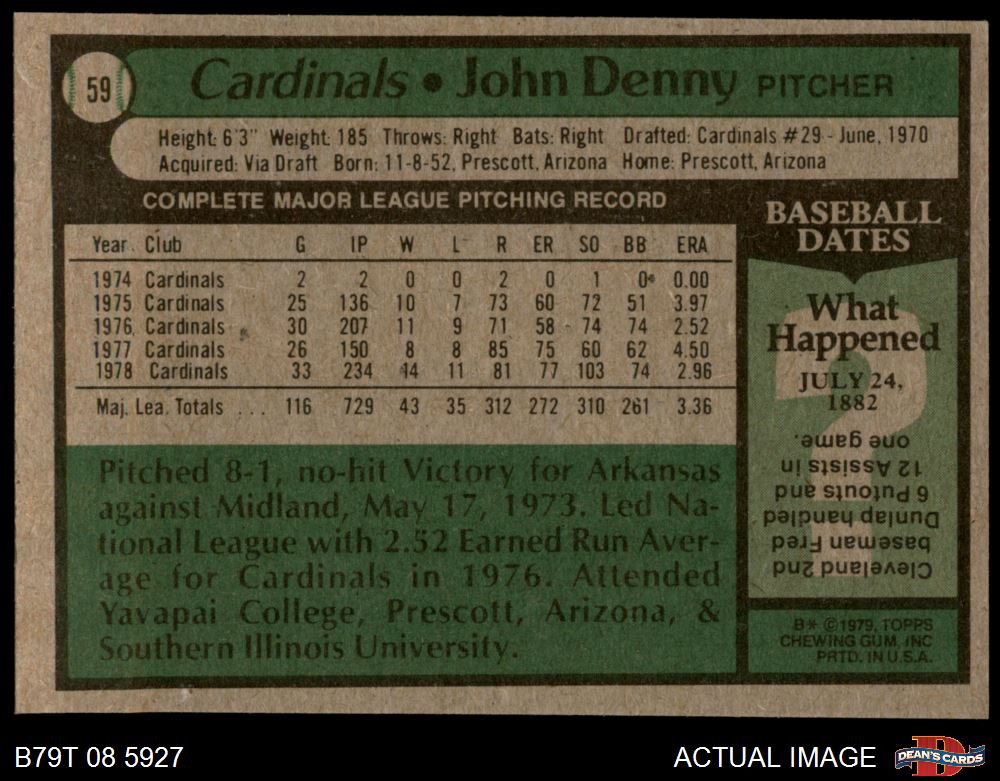 59
Cardinals • John Denny PITCHER
Height: 6'3" Weight: 185 Throws: Right Bats: Right Drafted: Cardinals #29 - June, 1970
Acquired: Via Draft Born: 11-8-52, Prescott, Arizona Home: Prescott, Arizona
COMPLETE MAJOR LEAGUE PITCHING RECORD
Year Club G IP W L R ER SO BB ERA
1974 Cardinals 2 2 0 0 2 0 1 0 0.00
1975 Cardinals 25 136 10 7 73 60 72 51 3.97
1976 Cardinals 30 207 11 9 71 58 74 74 2.52
1977 Cardinals 26 150 8 8 85 75 60 62 4.50
1978 Cardinals 33 234 14 11 81 77 103 74 2.96
Maj. Lea. Totals ... 116 729 43 35 312 272 310 261 3.36
Pitched 8-1, no-hit Victory for Arkansas
against Midland, May 17, 1973. Led Na-
tional League with 2.52 Earned Run Aver-
age for Cardinals in 1976. Attended
Yavapai College, Prescott, Arizona, &
Southern Illinois University.
BASEBALL
DATES
What
Happened
JULY 24,
1882
?
Cleveland 2nd
baseman Fred
Dunlap handled
6 Putouts and
12 Assists in
one game.
B* ©1979, TOPPS
CHEWING GUM, INC
PRTD. IN U.S.A.
B79T 08 5927
ACTUAL IMAGE
D
DEAN'S CARDS